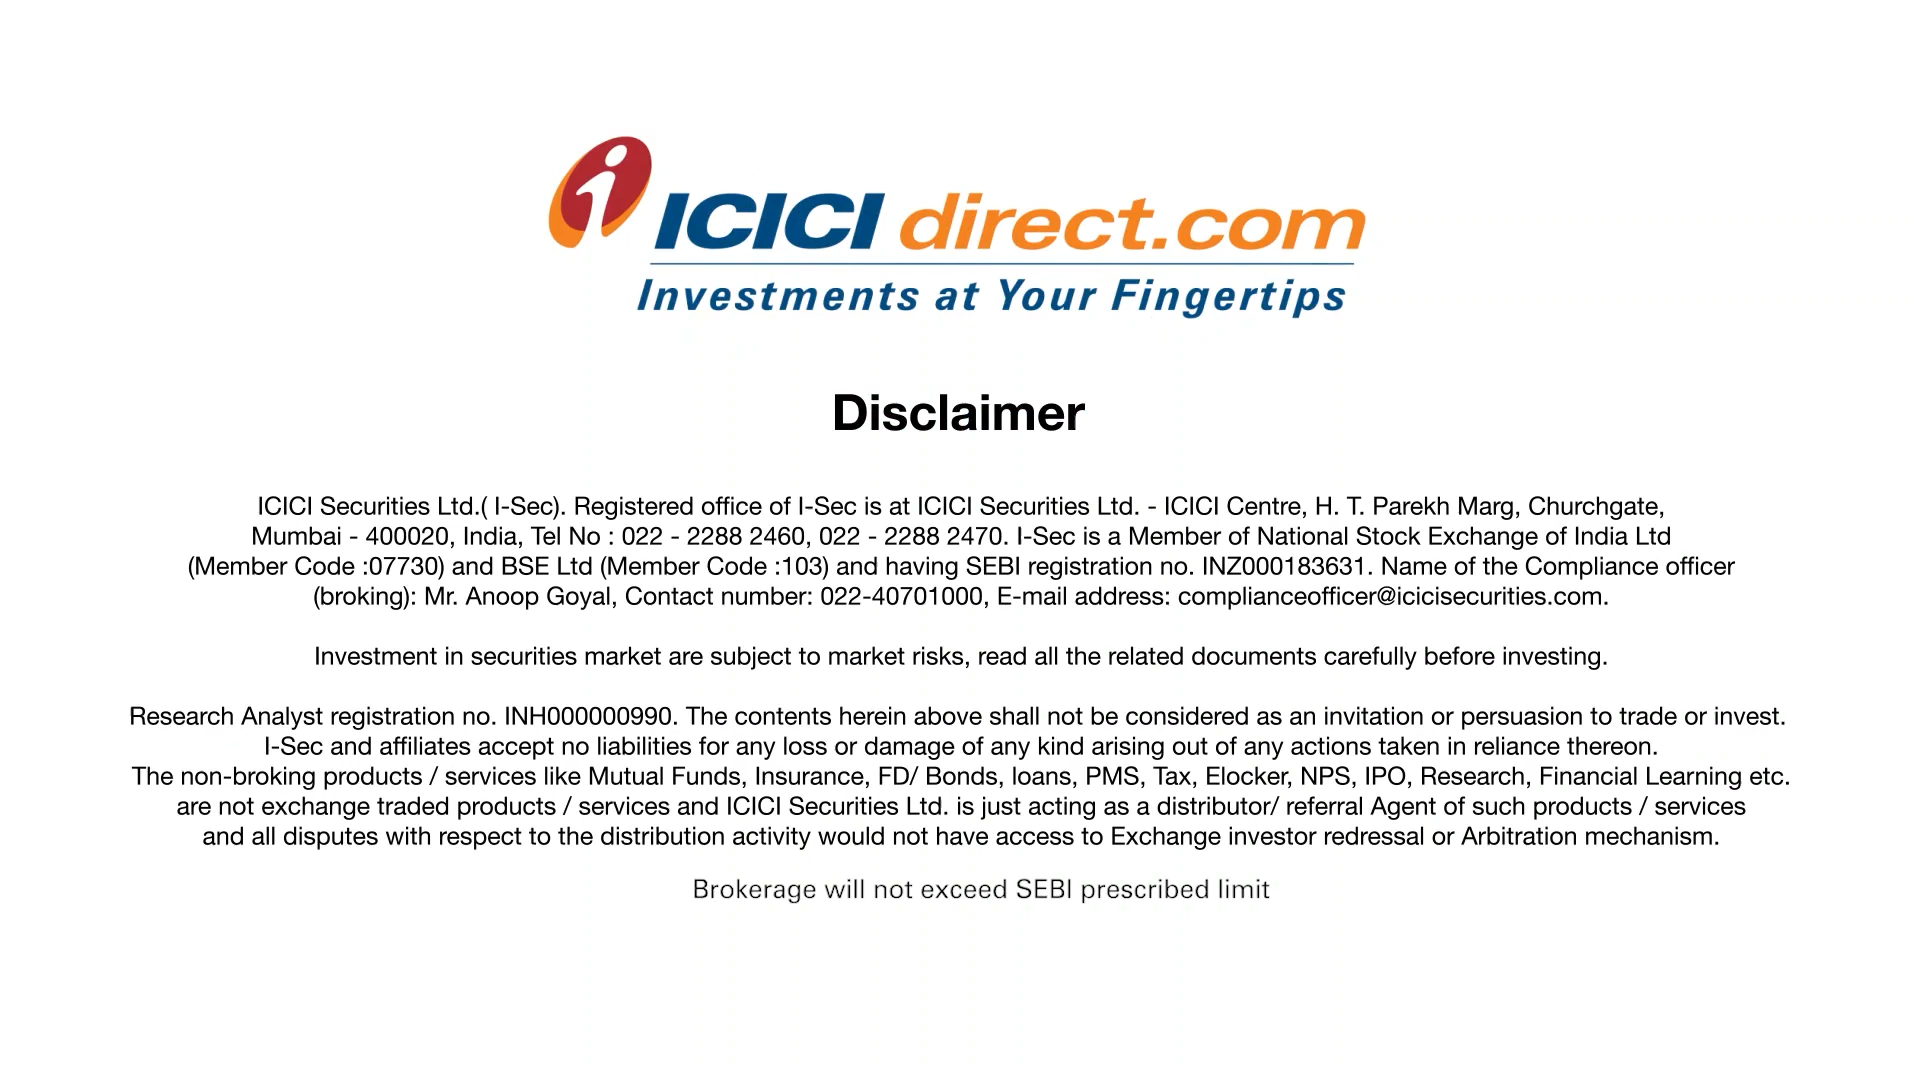 ICICI direct.com
Investments at Your Fingertips
Disclaimer
ICICI Securities Ltd.( I-Sec). Registered office of I-Sec is at ICICI Securities Ltd. - ICICI Centre, H. T. Parekh Marg, Churchgate,
Mumbai - 400020, India, Tel No : 022 - 2288 2460, 022 - 2288 2470. I-Sec is a Member of National Stock Exchange of India Ltd
(Member Code :07730) and BSE Ltd (Member Code :103) and having SEBI registration no. INZ000183631. Name of the Compliance officer
(broking): Mr. Anoop Goyal, Contact number: 022-40701000, E-mail address: complianceofficer@icicisecurities.com.
Investment in securities market are subject to market risks, read all the related documents carefully before investing.
Research Analyst registration no. INH000000990. The contents herein above shall not be considered as an invitation or persuasion to trade or invest.
I-Sec and affiliates accept no liabilities for any loss or damage of any kind arising out of any actions taken in reliance thereon.
The non-broking products / services like Mutual Funds, Insurance, FD/ Bonds, loans, PMS, Tax, Elocker, NPS, IPO, Research, Financial Learning etc.
are not exchange traded products / services and ICICI Securities Ltd. is just acting as a distributor/ referral Agent of such products / services
and all disputes with respect to the distribution activity would not have access to Exchange investor redressal or Arbitration mechanism.
Brokerage will not exceed SEBI prescribed limit